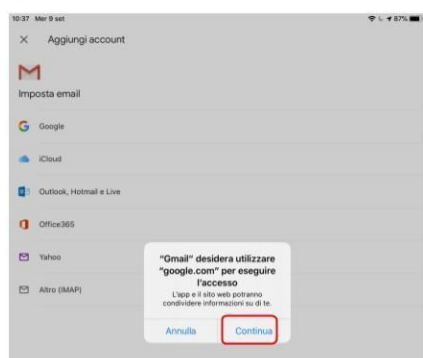 10:37 Mer 9 set
87%
Aggiungi account
Imposta email
Google
iCloud
Outlook, Hotmail e Live
Office365
Yahoo
Altro (IMAP)
"Gmail" desidera utilizzare
"google.com" per eseguire
l'accesso
L'app e il sito web potranno
condividere informazioni su di te.
Annulla
Continua